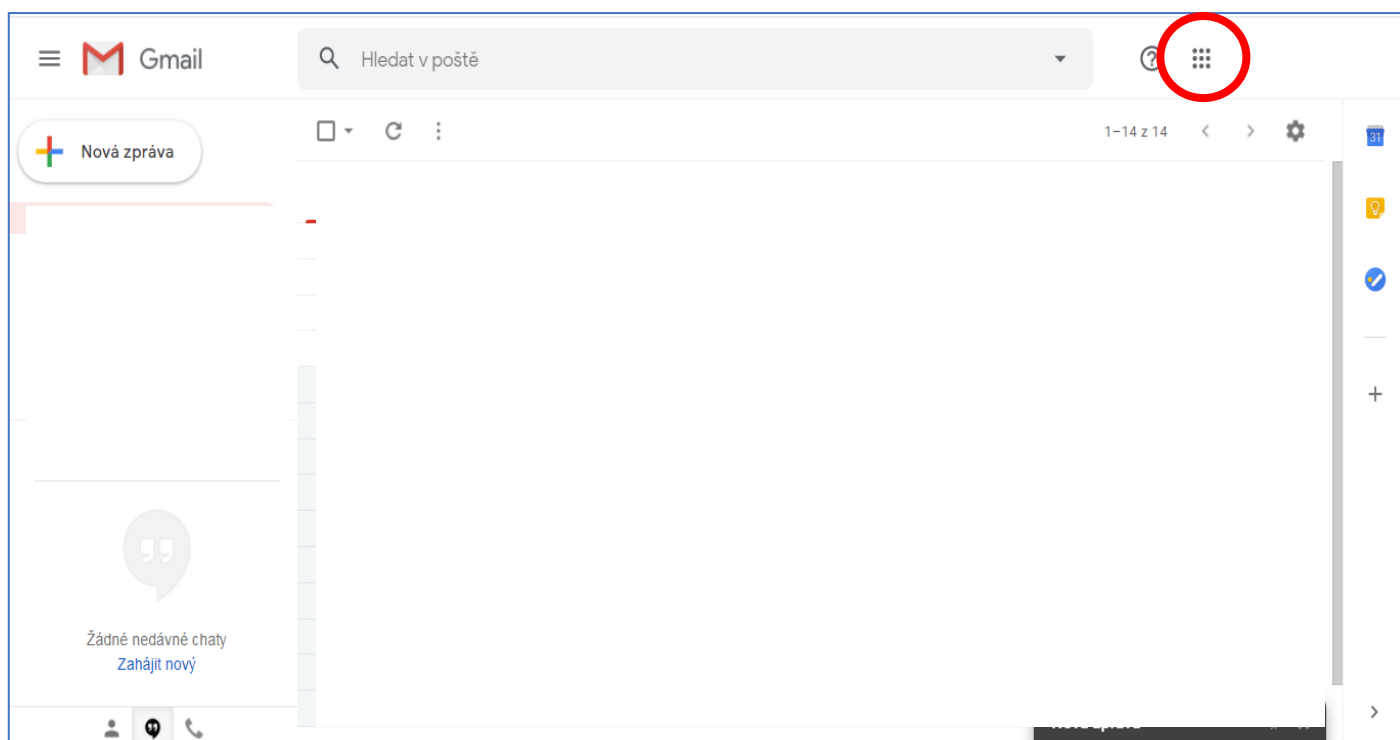 Gmail
Hledat v poště
Nová zpráva
1–14 z 14
31
Žádné nedávné chaty
Zahájit nový